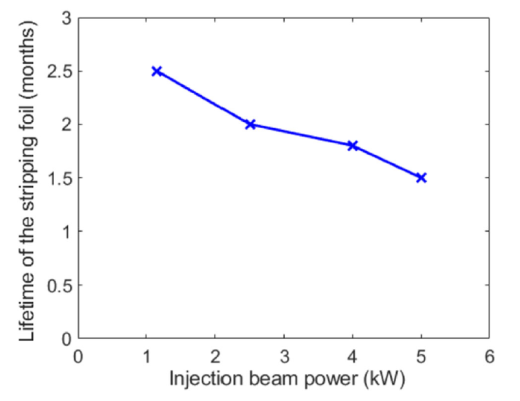 Lifetime of the stripping foil (months)
3
2.5
2
1.5
1
0.5
0
0 1 2 3 4 5 6
Injection beam power (kW)